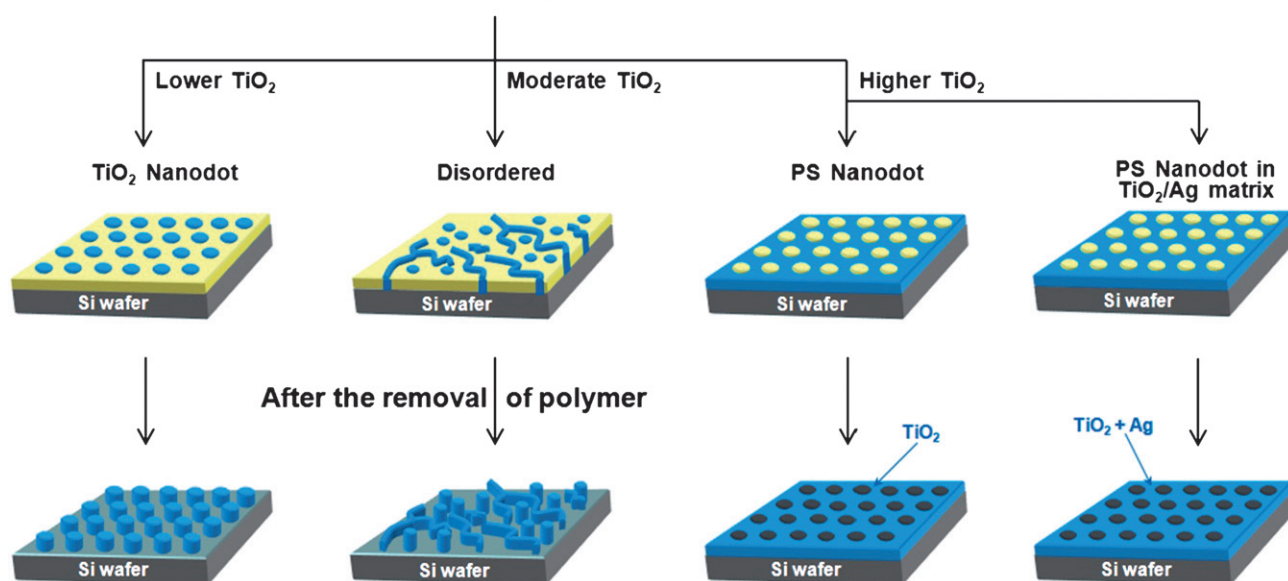 Lower TiO₂
Moderate TiO₂
Higher TiO₂
TiO₂ Nanodot
Disordered
PS Nanodot
PS Nanodot in
TiO₂/Ag matrix
Si wafer
Si wafer
Si wafer
Si wafer
After the removal of polymer
TiO₂
TiO₂ + Ag
Si wafer
Si wafer
Si wafer
Si wafer